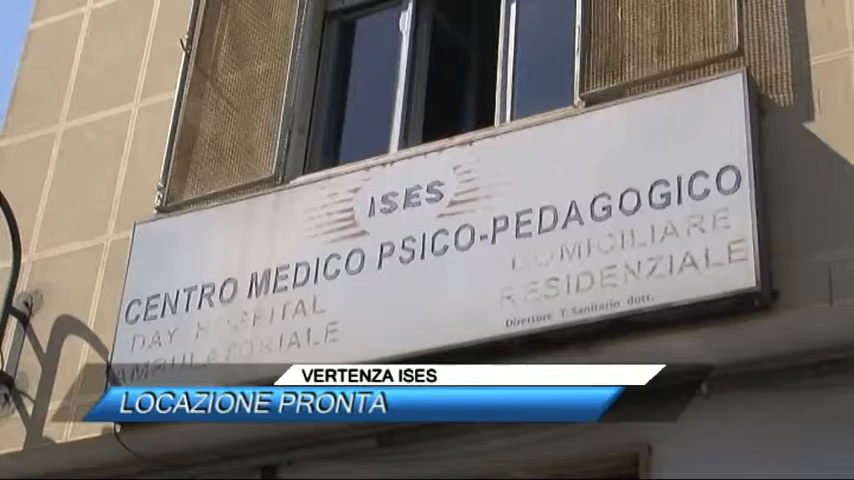 ISES
CENTRO MEDICO PSICO-PEDAGOGICO
DAY HOSPITAL
DOMICILIARE
AMBULATORIALE
RESIDENZIALE
Direttore T. Sanitario dott.
VERTENZA ISES
LOCAZIONE PRONTA